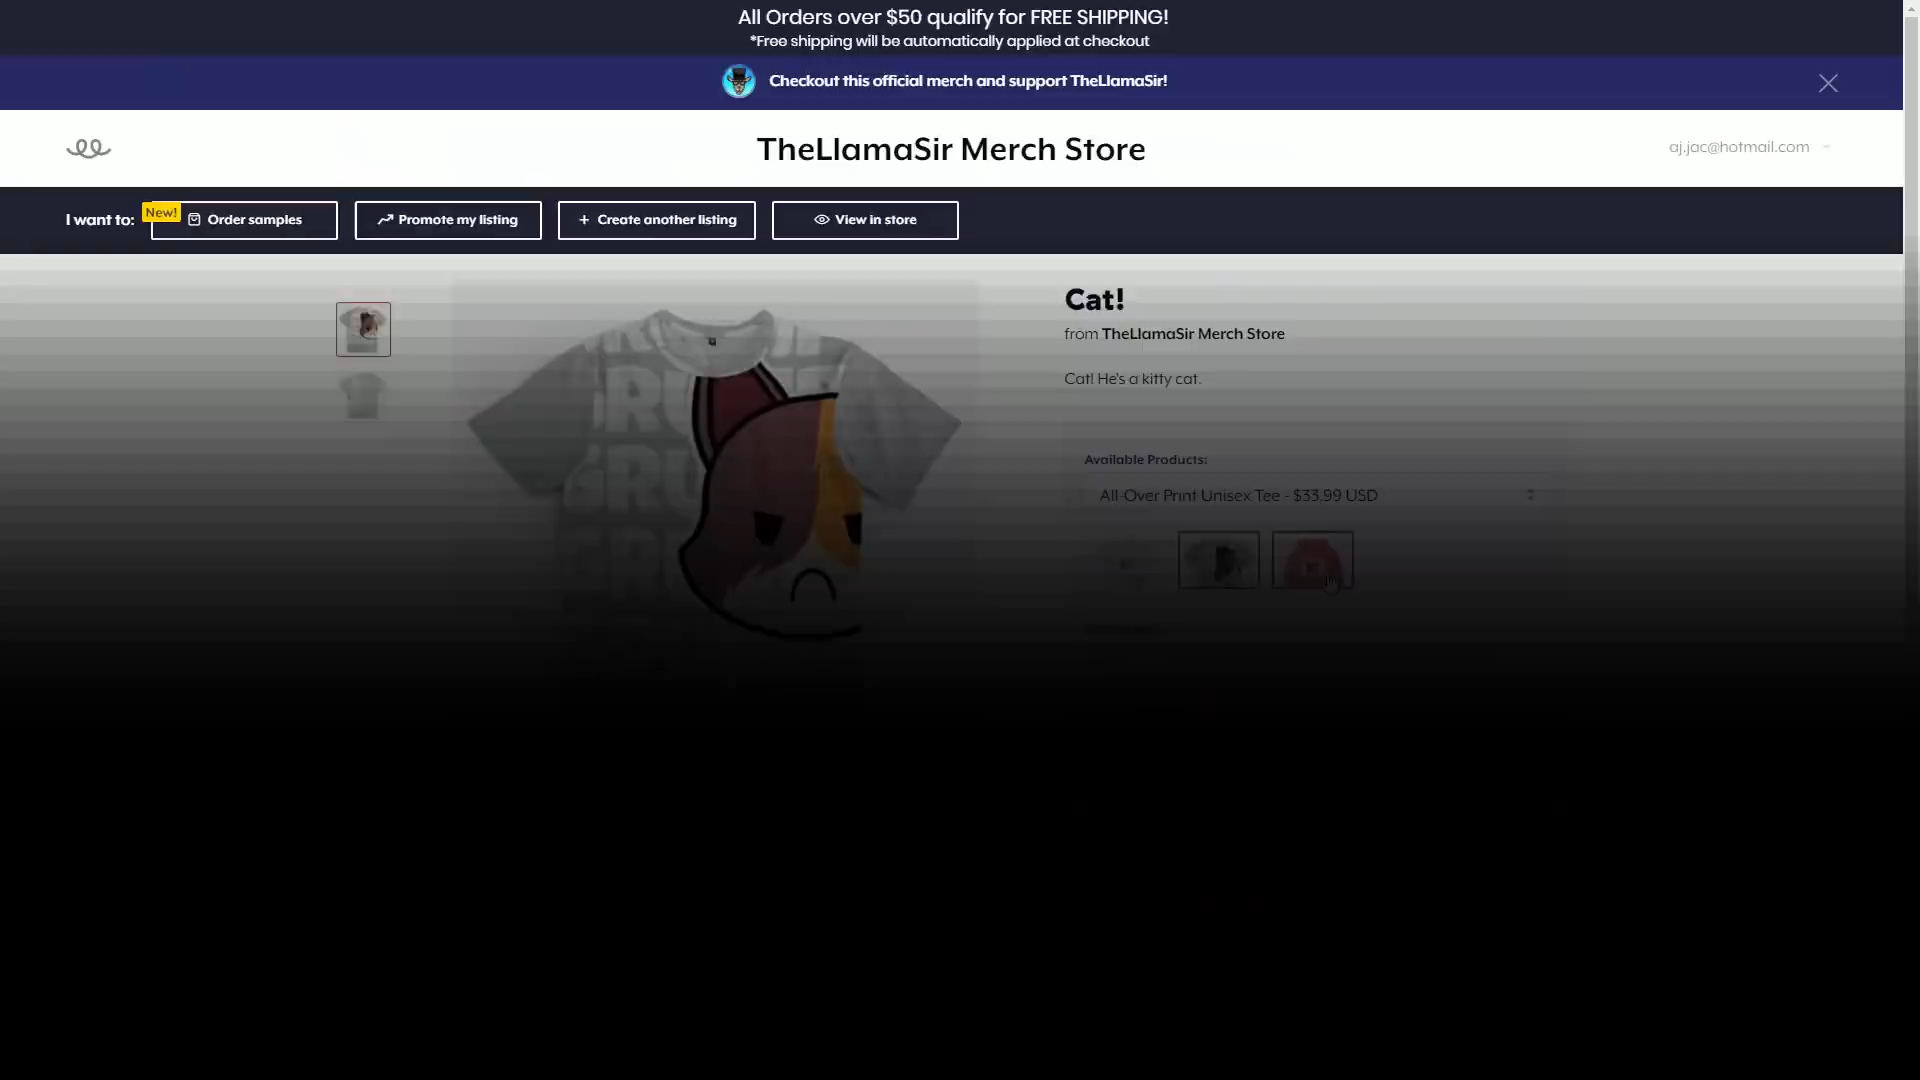 All Orders over $50 qualify for FREE SHIPPING!
*Free shipping will be automatically applied at checkout
Checkout this official merch and support TheLlamaSir!
TheLlamaSir Merch Store
aj.jac@hotmail.com
I want to:
New!
Order samples
Promote my listing
Create another listing
View in store
Cat!
from TheLlamaSir Merch Store
Cat! He's a kitty cat.
Available Products:
All-Over Print Unisex Tee - $33.99 USD